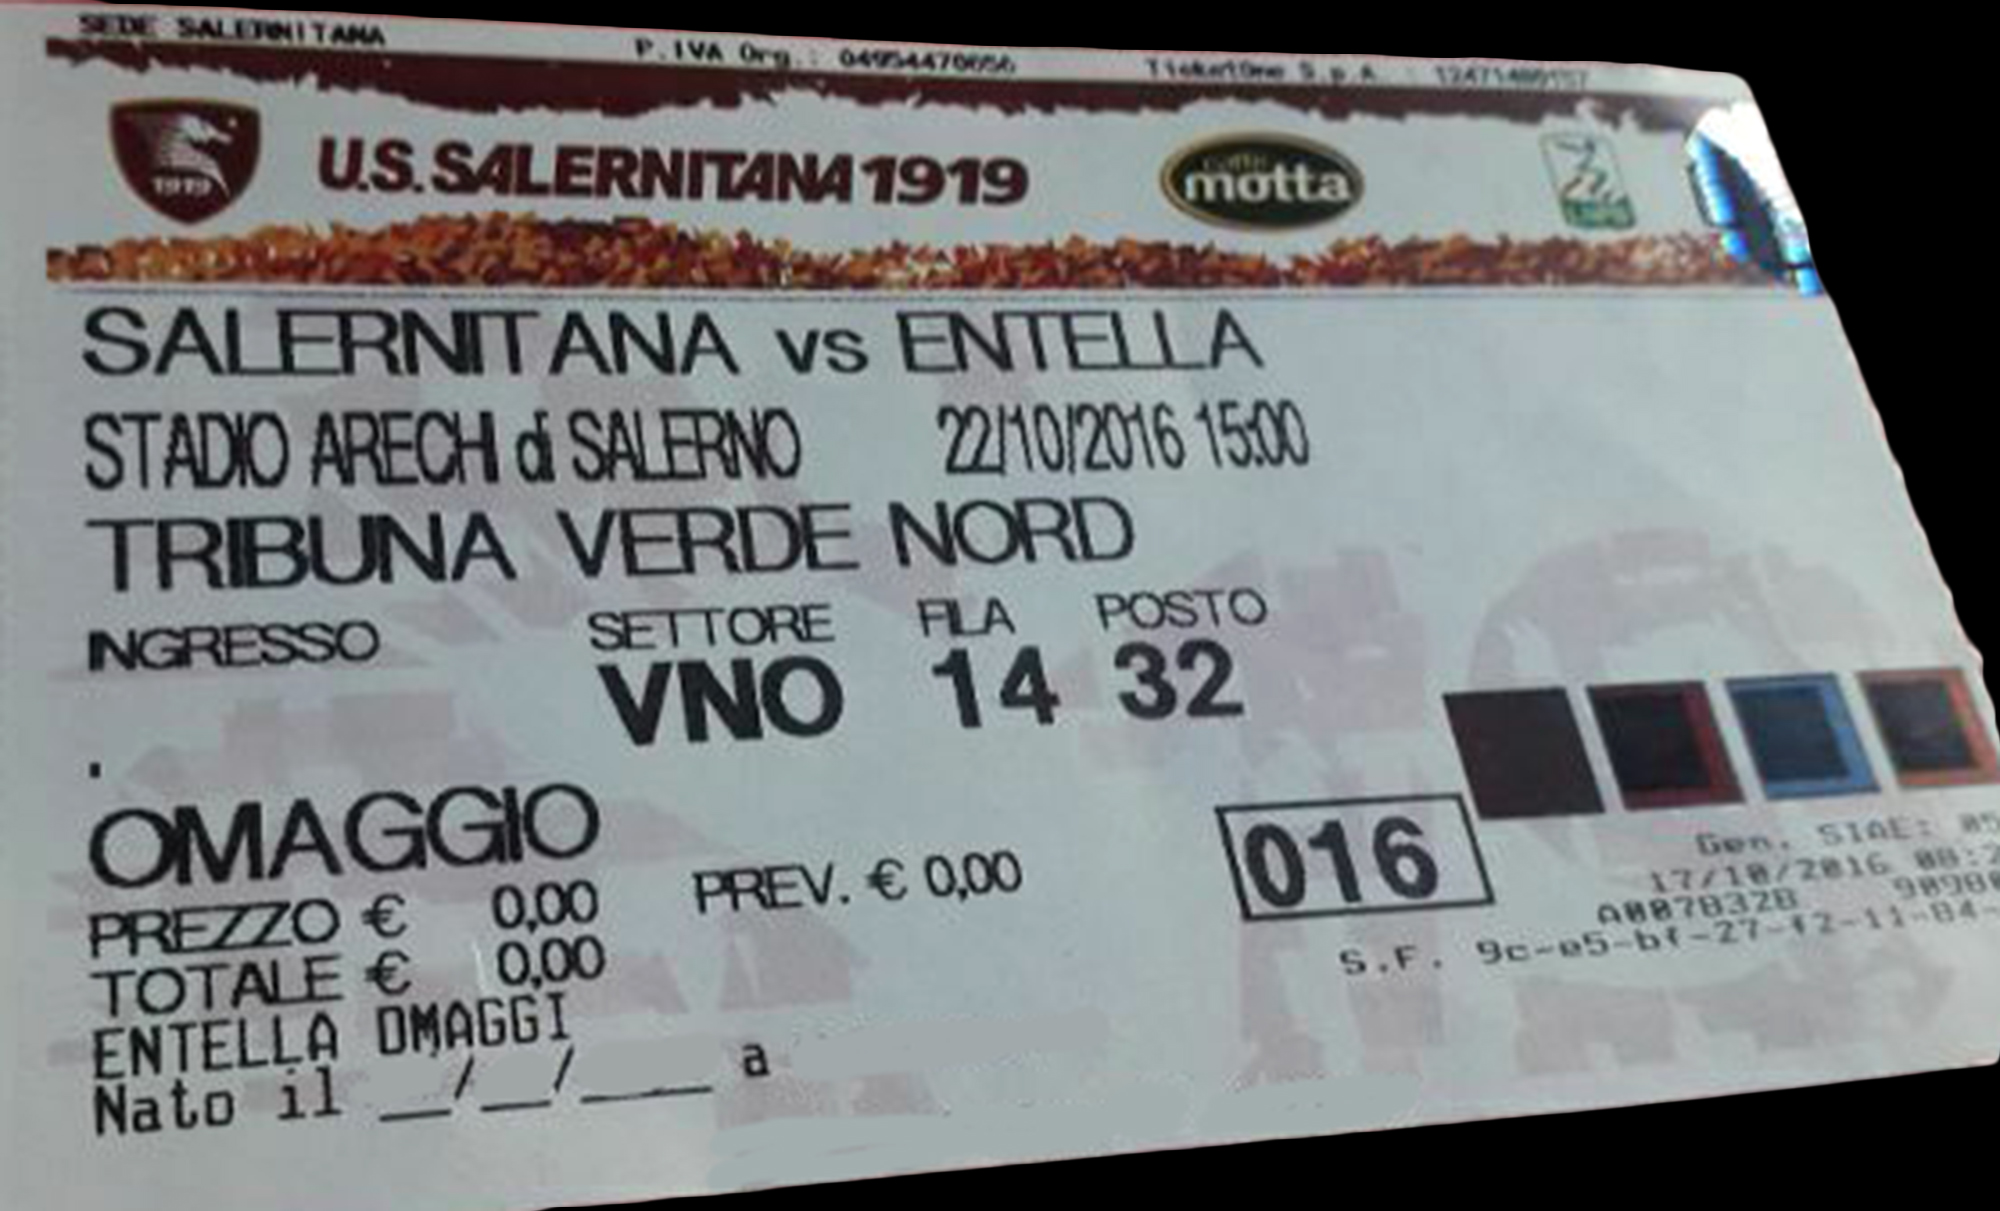 SEDE SALERNITANA P.IVA Org.: 04954470656 TicketOne S.p.A. : 12471480157
1919 U.S. SALERNITANA 1919 caffè motta LNPB
SALERNITANA vs ENTELLA
STADIO ARECHI di SALERNO 22/10/2016 15:00
TRIBUNA VERDE NORD
INGRESSO SETTORE FILA POSTO
VNO 14 32
.
OMAGGIO
PREZZO € 0,00 PREV. € 0,00
TOTALE € 0,00
ENTELLA OMAGGI
Nato il __/__/____ a
016
Gen. SIAE:
17/10/2016
A007832B
S.F. 9c-e5-bf-27-f2-11-84-